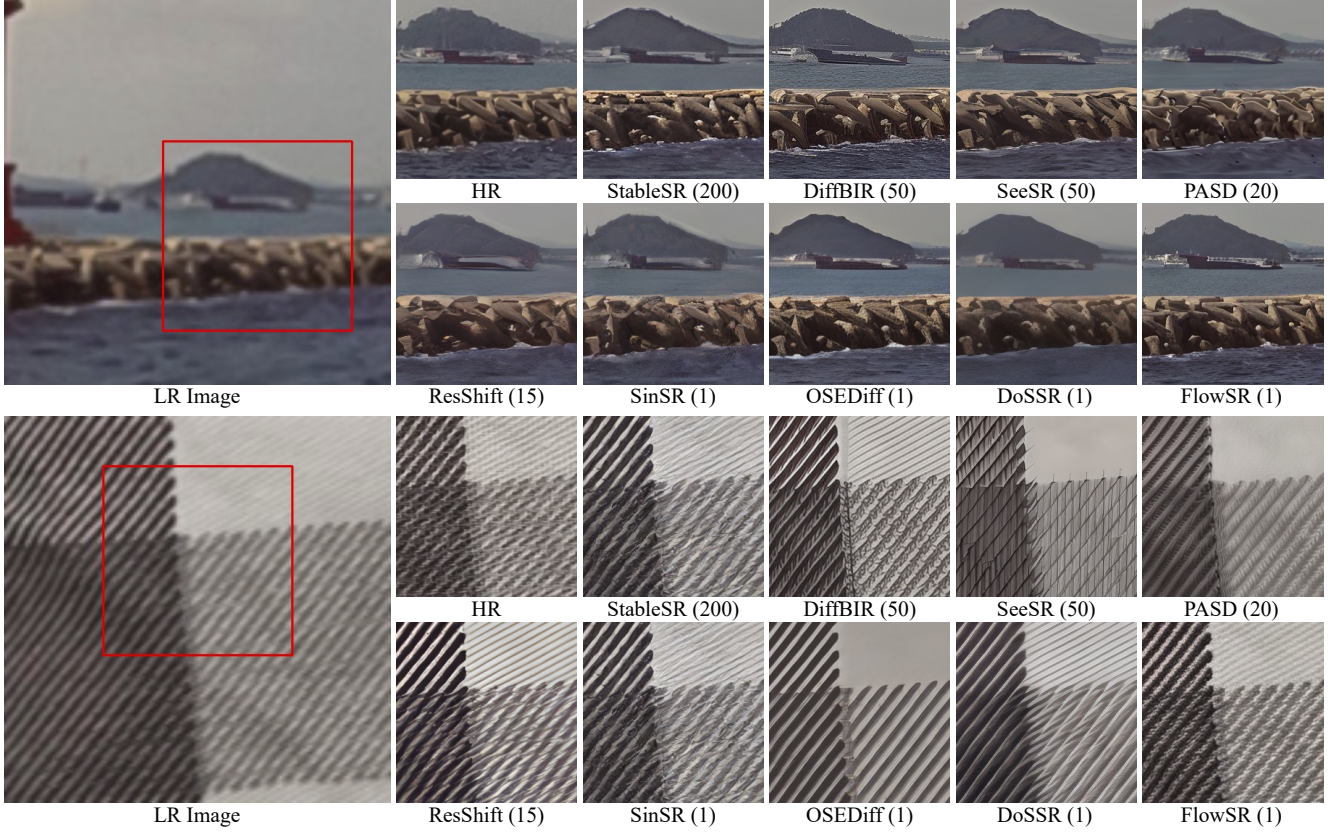 HR StableSR (200) DiffBIR (50) SeeSR (50) PASD (20)
LR Image ResShift (15) SinSR (1) OSEDiff (1) DoSSR (1) FlowSR (1)
HR StableSR (200) DiffBIR (50) SeeSR (50) PASD (20)
LR Image ResShift (15) SinSR (1) OSEDiff (1) DoSSR (1) FlowSR (1)